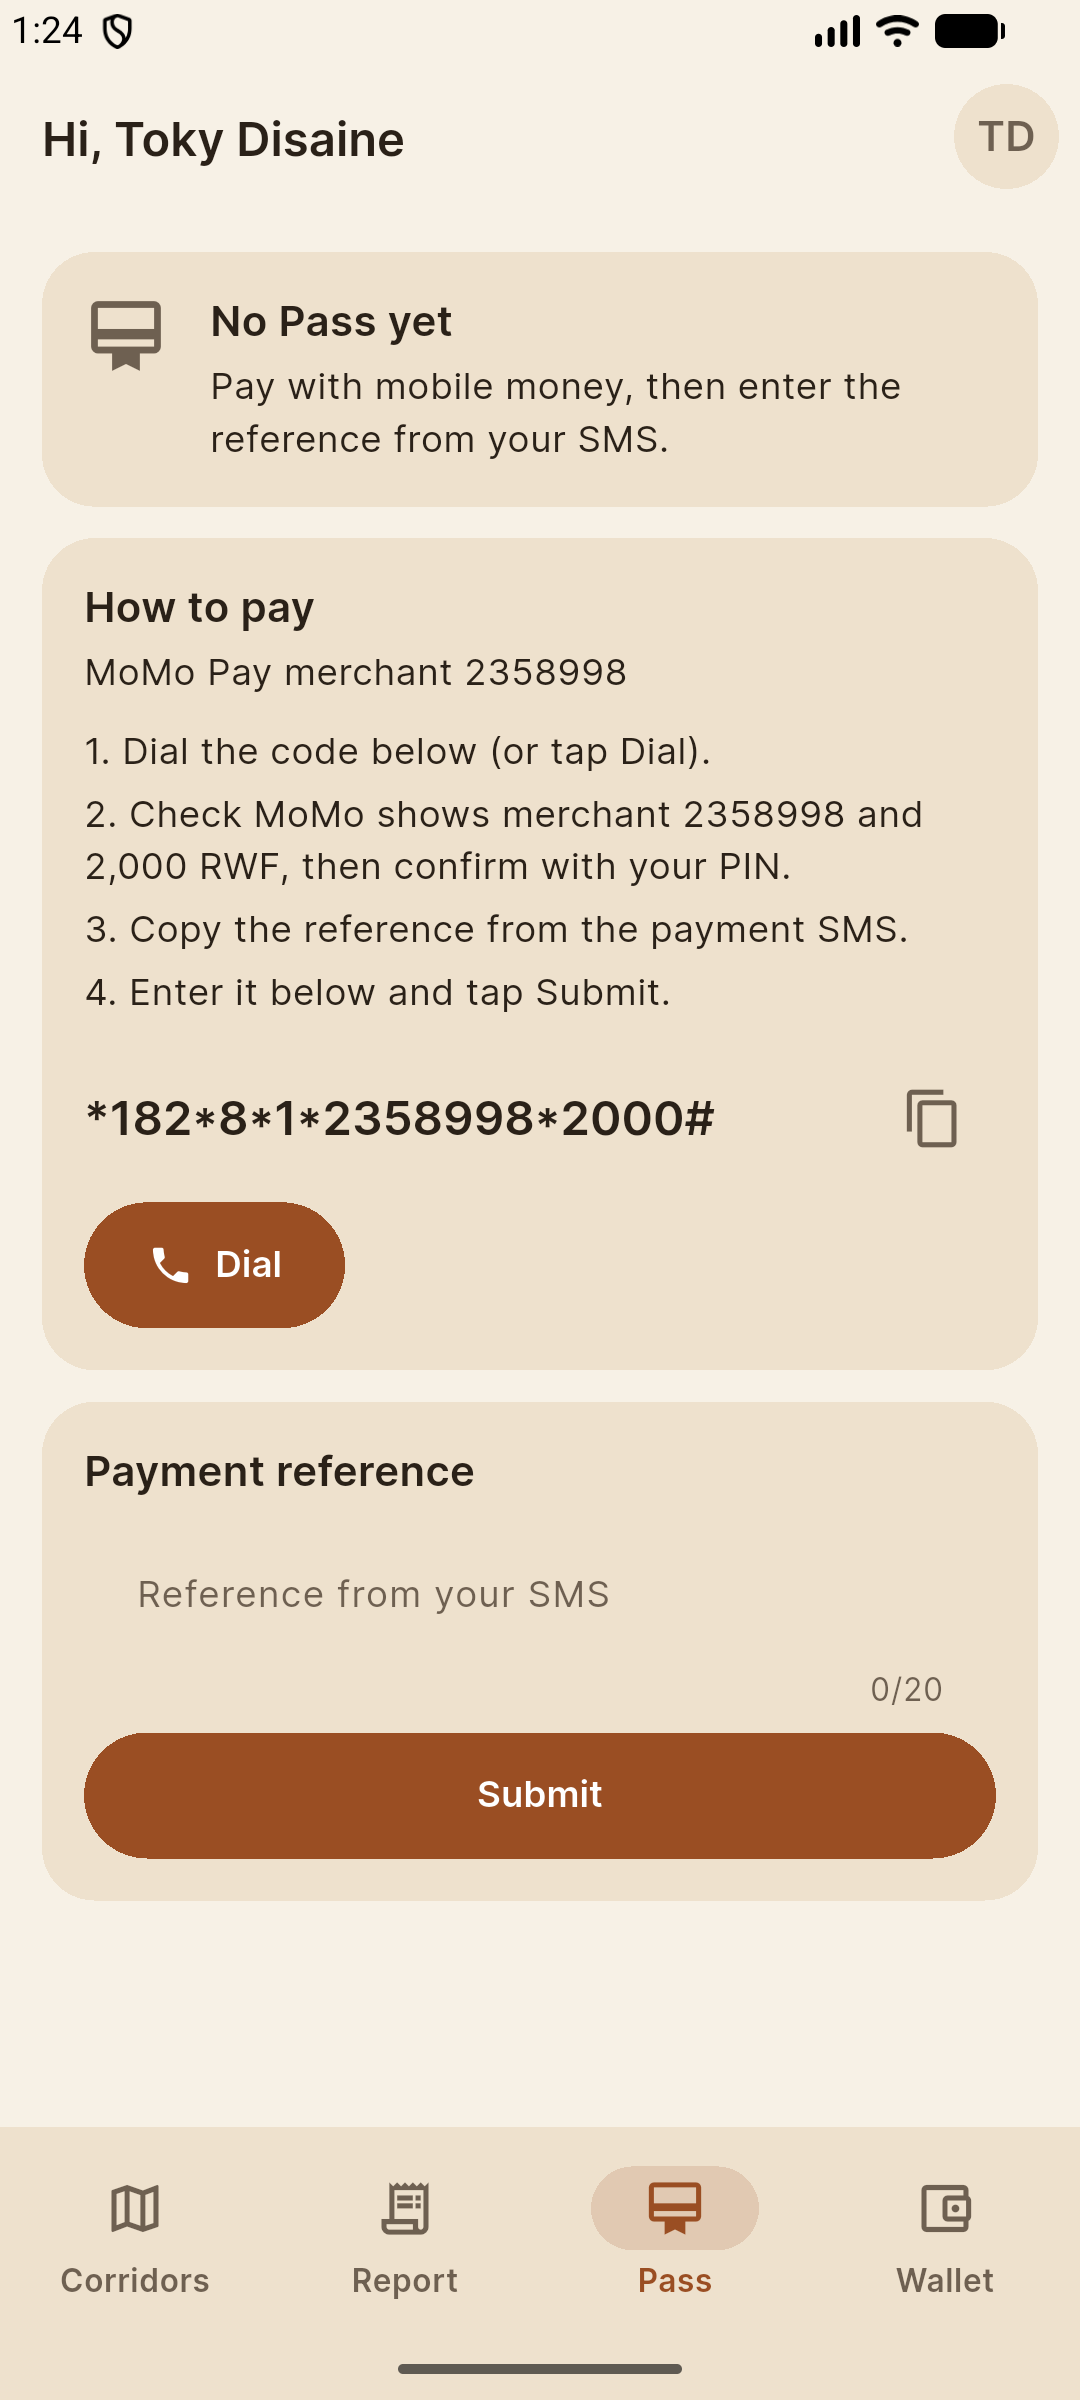 1:24
Hi, Toky Disaine
TD
No Pass yet
Pay with mobile money, then enter the
reference from your SMS.
How to pay
MoMo Pay merchant 2358998
1. Dial the code below (or tap Dial).
2. Check MoMo shows merchant 2358998 and
2,000 RWF, then confirm with your PIN.
3. Copy the reference from the payment SMS.
4. Enter it below and tap Submit.
*182*8*1*2358998*2000#
Dial
Payment reference
Reference from your SMS
0/20
Submit
Corridors
Report
Pass
Wallet